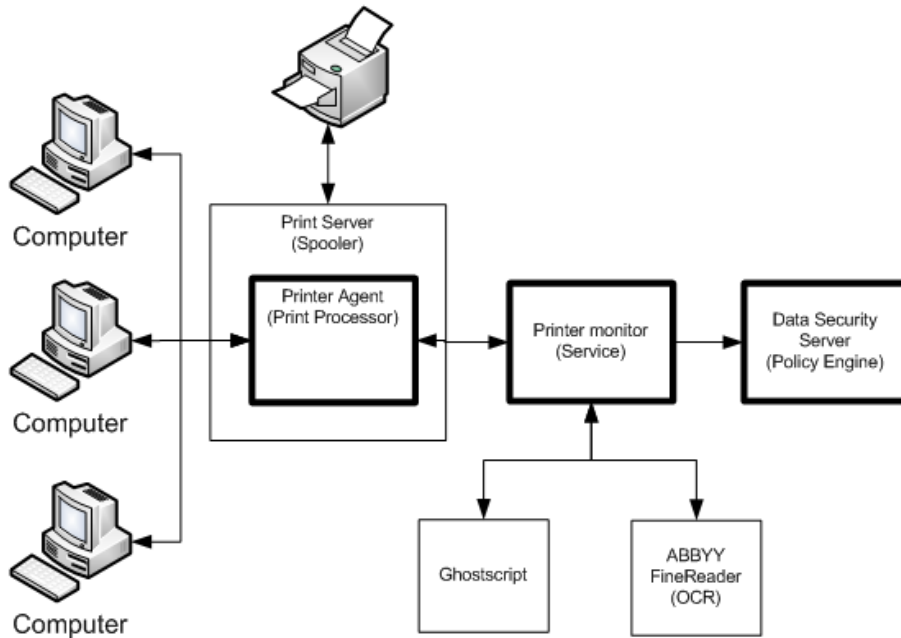 Computer
Computer
Computer
Print Server
(Spooler)
Printer Agent
(Print Processor)
Printer monitor
(Service)
Data Security
Server
(Policy Engine)
Ghostscript
ABBYY
FineReader
(OCR)